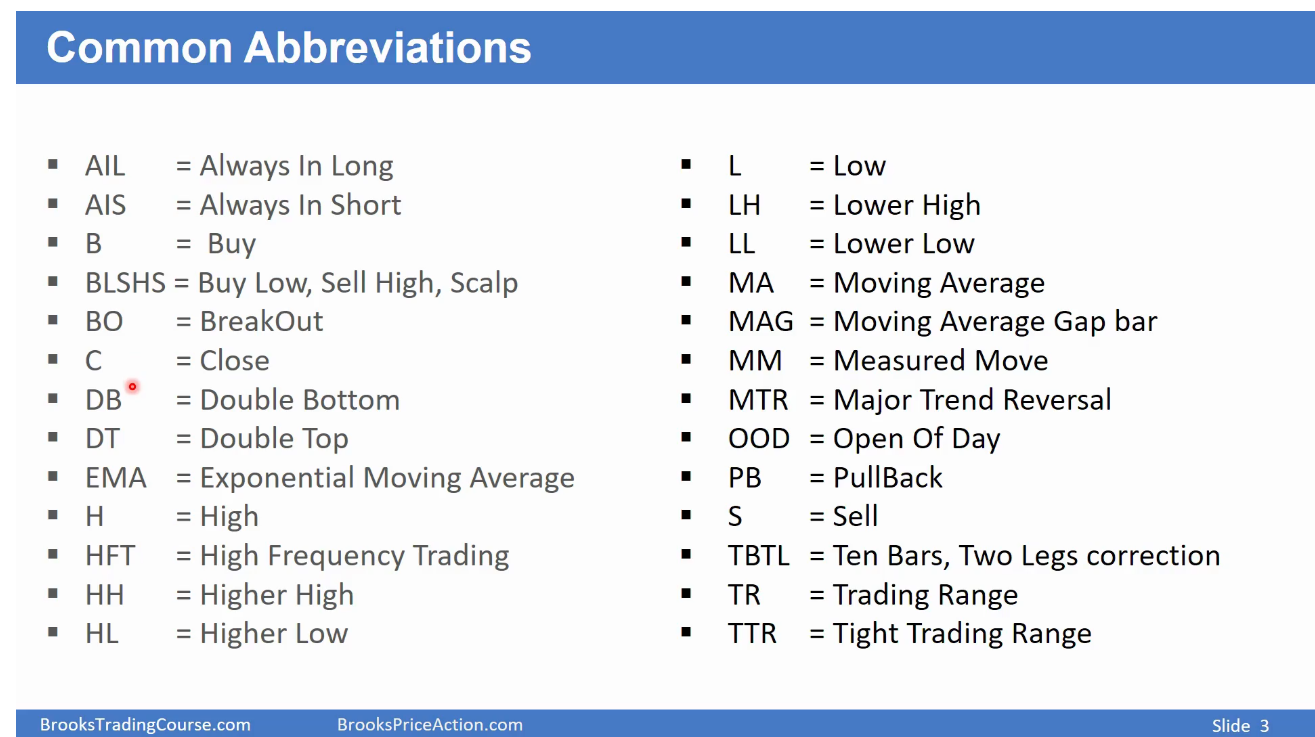 Common Abbreviations
▪ AIL = Always In Long
▪ AIS = Always In Short
▪ B = Buy
▪ BLSHS = Buy Low, Sell High, Scalp
▪ BO = BreakOut
▪ C = Close
▪ DB = Double Bottom
▪ DT = Double Top
▪ EMA = Exponential Moving Average
▪ H = High
▪ HFT = High Frequency Trading
▪ HH = Higher High
▪ HL = Higher Low
▪ L = Low
▪ LH = Lower High
▪ LL = Lower Low
▪ MA = Moving Average
▪ MAG = Moving Average Gap bar
▪ MM = Measured Move
▪ MTR = Major Trend Reversal
▪ OOD = Open Of Day
▪ PB = PullBack
▪ S = Sell
▪ TBTL = Ten Bars, Two Legs correction
▪ TR = Trading Range
▪ TTR = Tight Trading Range
BrooksTradingCourse.com BrooksPriceAction.com Slide 3